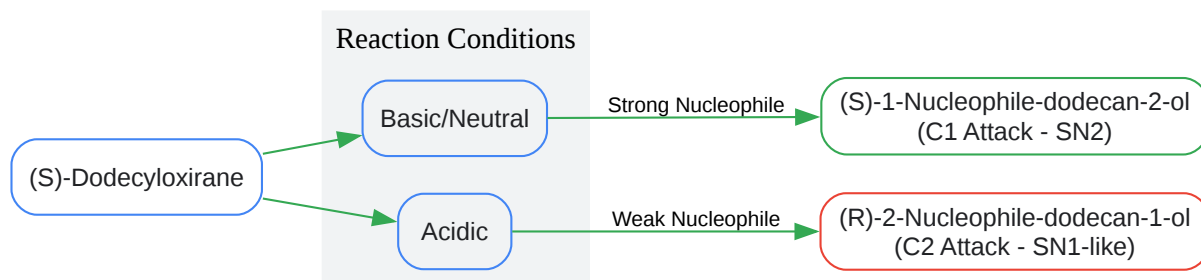 Reaction Conditions
(S)-Dodecyloxirane
Basic/Neutral
Strong Nucleophile
(S)-1-Nucleophile-dodecan-2-ol
(C1 Attack - SN2)
Acidic
Weak Nucleophile
(R)-2-Nucleophile-dodecan-1-ol
(C2 Attack - SN1-like)